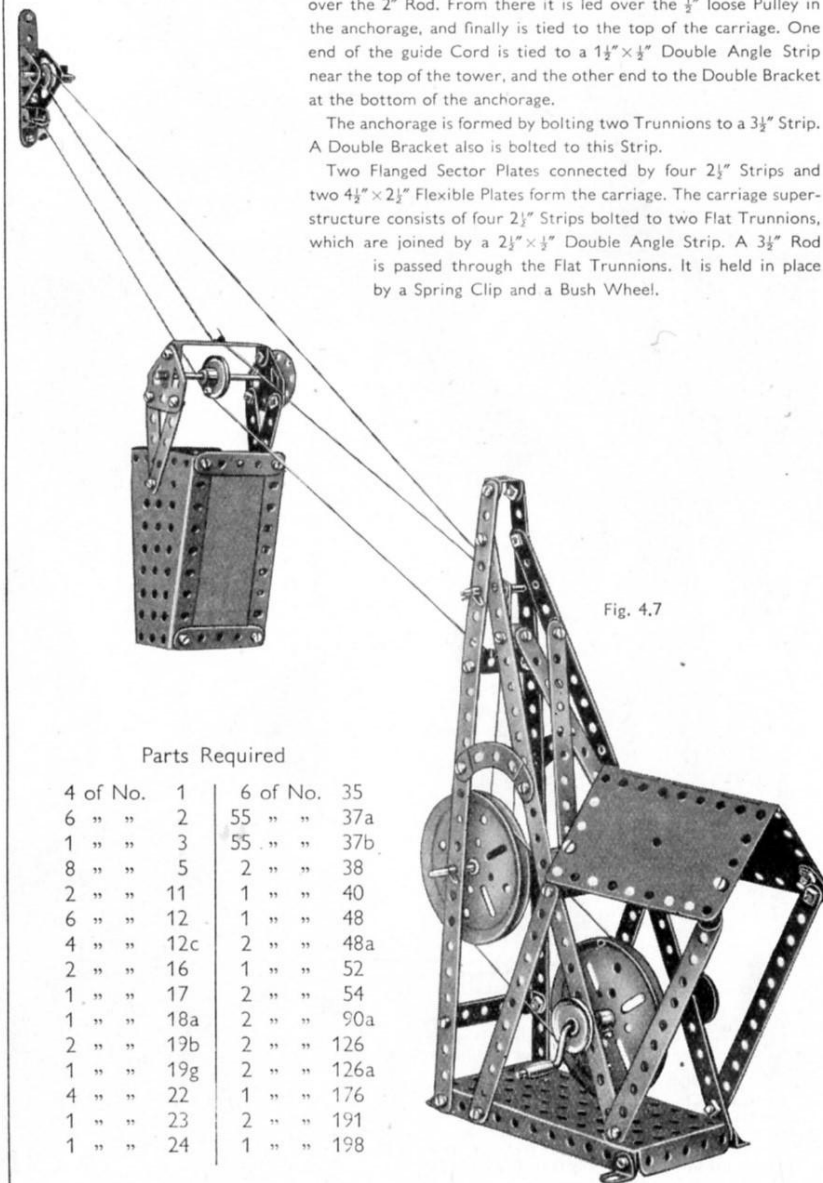 over the 2″ Rod. From there it is led over the ½″ loose Pulley in
the anchorage, and finally is tied to the top of the carriage. One
end of the guide Cord is tied to a 1½″ × ½″ Double Angle Strip
near the top of the tower, and the other end to the Double Bracket
at the bottom of the anchorage.
The anchorage is formed by bolting two Trunnions to a 3½″ Strip.
A Double Bracket also is bolted to this Strip.
Two Flanged Sector Plates connected by four 2½″ Strips and
two 4½″ × 2½″ Flexible Plates form the carriage. The carriage super-
structure consists of four 2½″ Strips bolted to two Flat Trunnions,
which are joined by a 2½″ × ½″ Double Angle Strip. A 3½″ Rod
is passed through the Flat Trunnions. It is held in place
by a Spring Clip and a Bush Wheel.
Fig. 4.7
Parts Required
4 of No. 1 | 6 of No. 35
6 „ „ 2 | 55 „ „ 37a
1 „ „ 3 | 55 „ „ 37b
8 „ „ 5 | 2 „ „ 38
2 „ „ 11 | 1 „ „ 40
6 „ „ 12 | 1 „ „ 48
4 „ „ 12c | 2 „ „ 48a
2 „ „ 16 | 1 „ „ 52
1 „ „ 17 | 2 „ „ 54
1 „ „ 18a | 2 „ „ 90a
2 „ „ 19b | 2 „ „ 126
1 „ „ 19g | 2 „ „ 126a
4 „ „ 22 | 1 „ „ 176
1 „ „ 23 | 2 „ „ 191
1 „ „ 24 | 1 „ „ 198